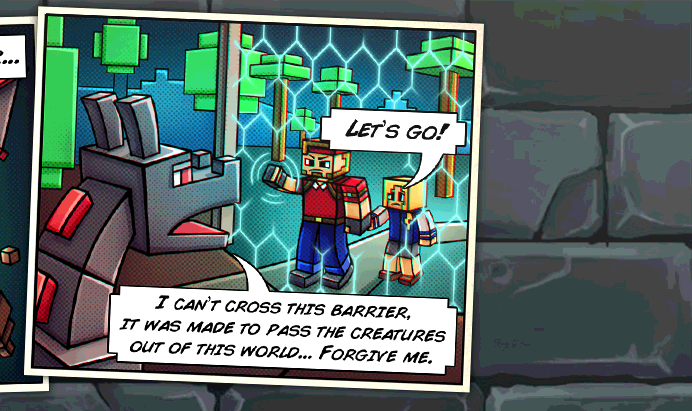 LET'S GO!
I CAN'T CROSS THIS BARRIER,
IT WAS MADE TO PASS THE CREATURES
OUT OF THIS WORLD... FORGIVE ME.